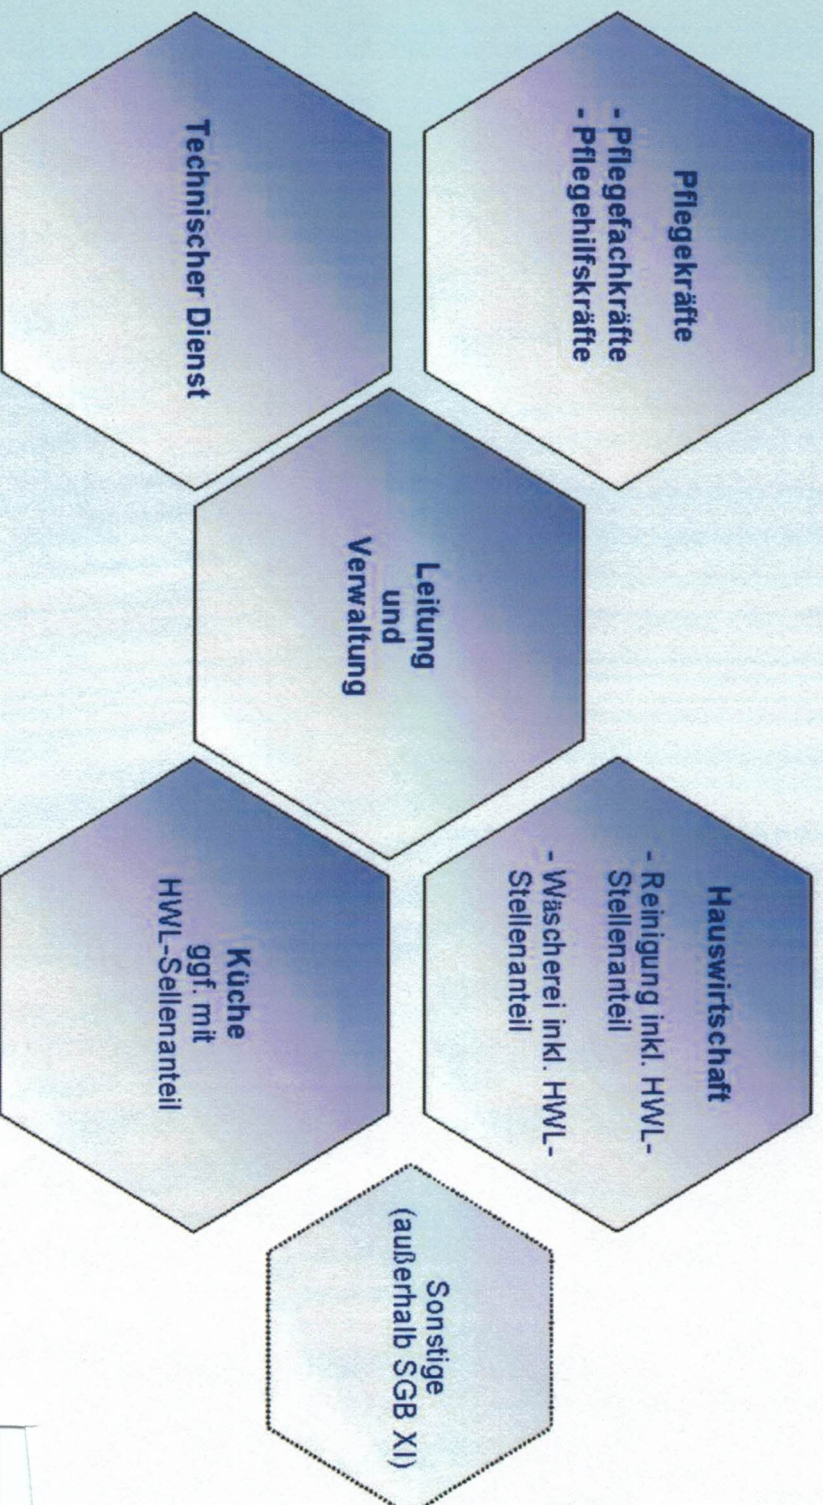 Pflegekräfte
- Pflegefachkräfte
- Pflegehilfskräfte
Hauswirtschaft
- Reinigung inkl. HWL-
Stellenanteil
- Wäscherei inkl. HWL-
Stellenanteil
Leitung
und
Verwaltung
Sonstige
(außerhalb SGB XI)
Technischer Dienst
Küche
ggf. mit
HWL-Sellenanteil